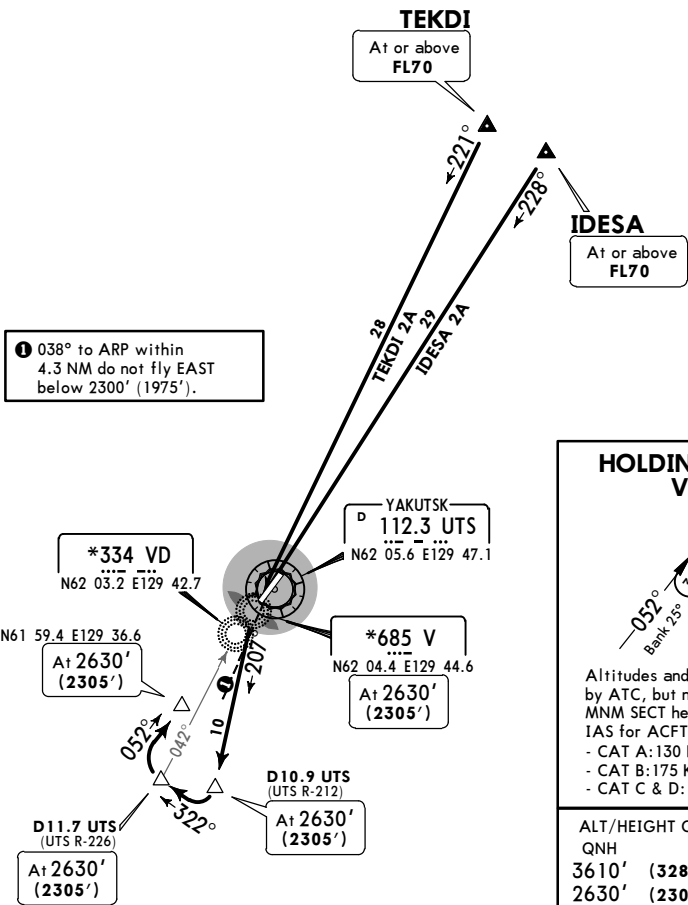 TEKDI
At or above
FL70
221°
228°
IDESA
At or above
FL70
28
TEKDI 2A
29
IDESA 2A
❶ 038° to ARP within
4.3 NM do not fly EAST
below 2300' (1975').
YAKUTSK
D 112.3 UTS
N62 05.6 E129 47.1
*334 VD
N62 03.2 E129 42.7
*685 V
N62 04.4 E129 44.6
At 2630'
(2305')
N61 59.4 E129 36.6
At 2630'
(2305')
207°
❶
10
052°
042°
322°
D10.9 UTS
(UTS R-212)
At 2630'
(2305')
D11.7 UTS
(UTS R-226)
At 2630'
(2305')
HOLDIN
V
052°
Bank 25°
Altitudes and
by ATC, but
MNM SECT he
IAS for ACFT
- CAT A:130
- CAT B:175 K
- CAT C & D:
ALT/HEIGHT C
QNH
3610' (328
2630' (230